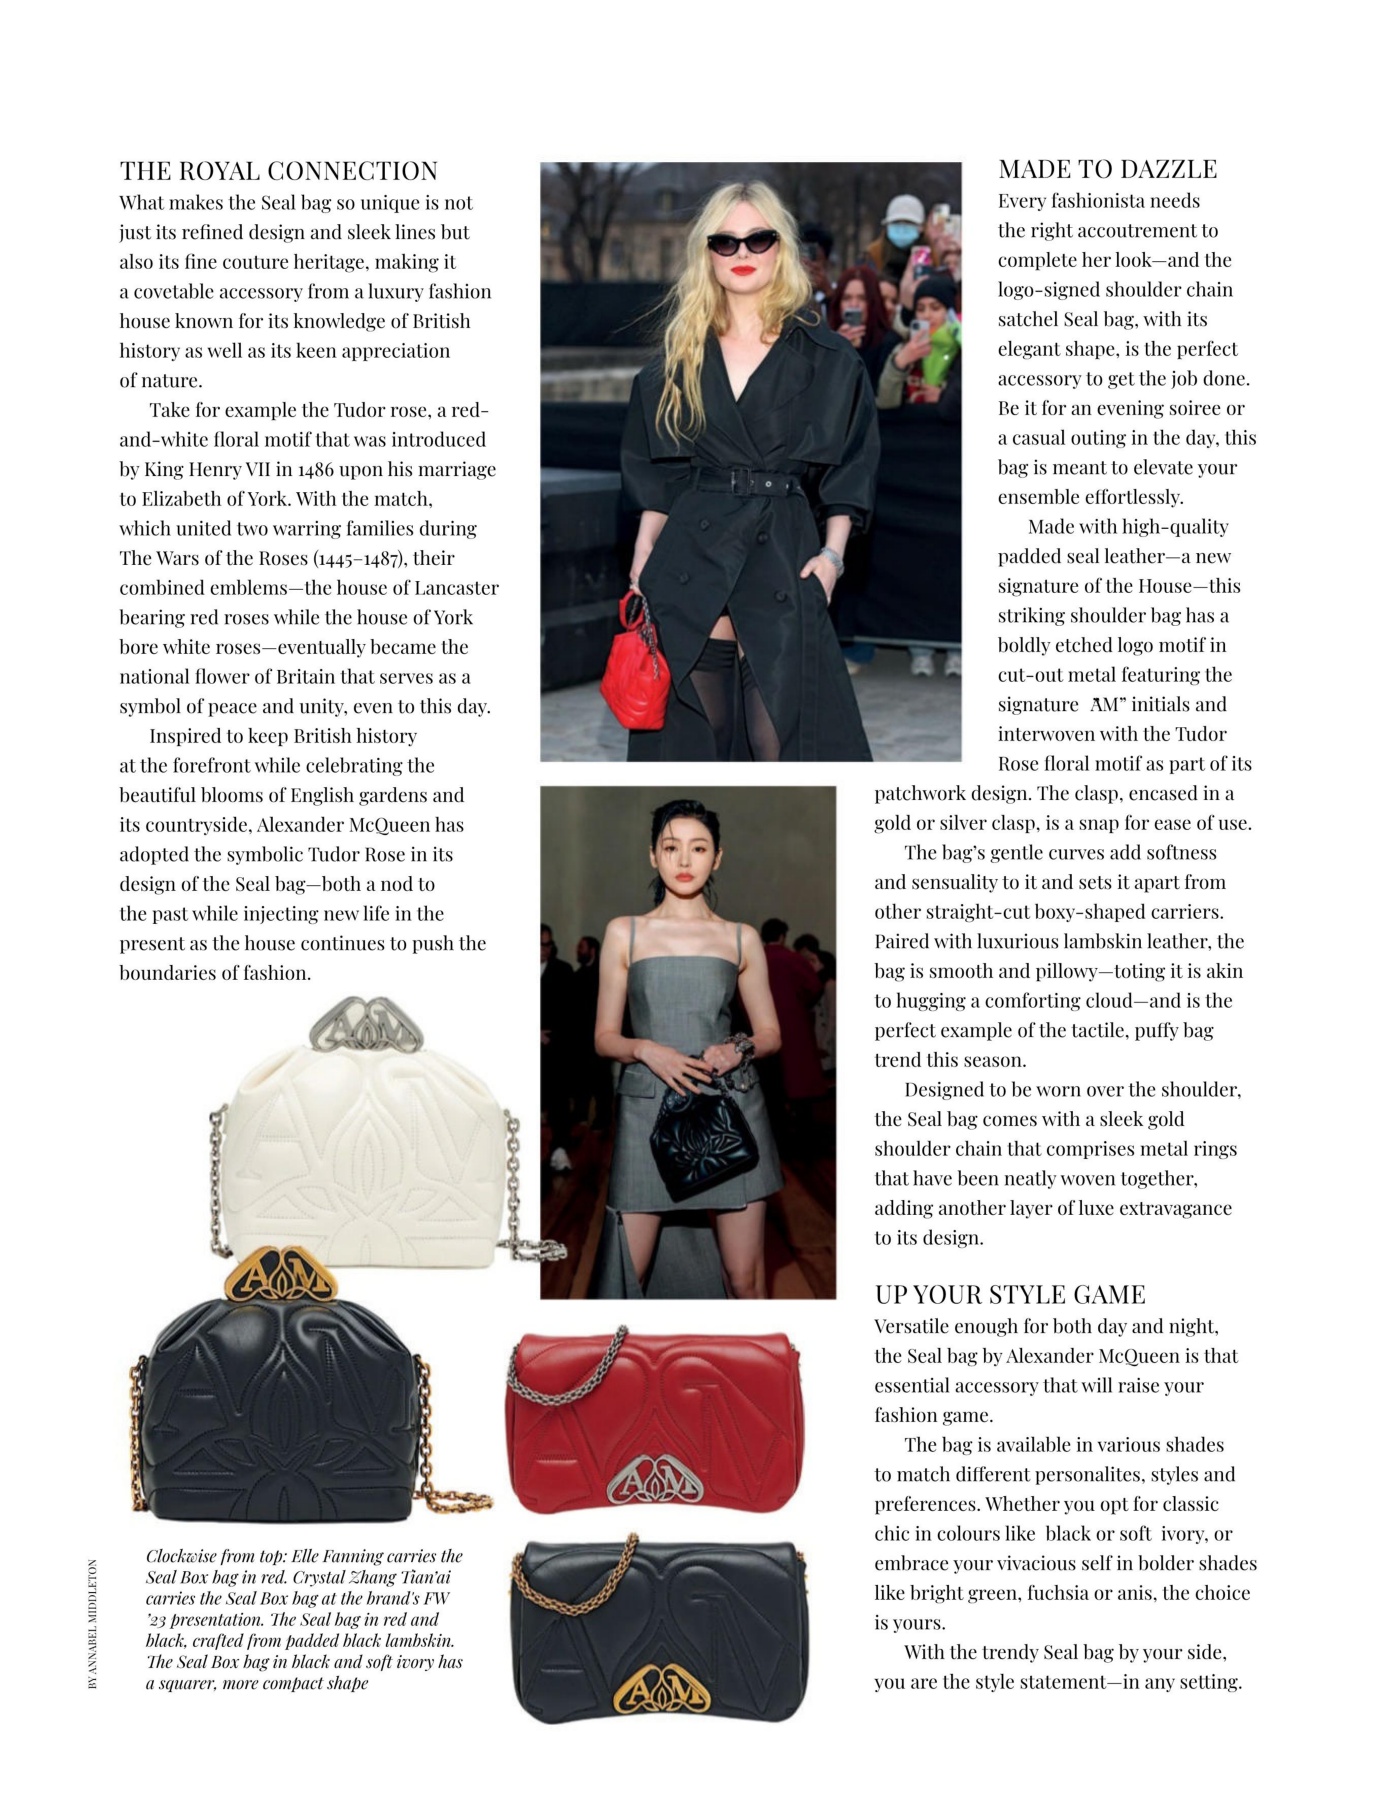 THE ROYAL CONNECTION
What makes the Seal bag so unique is not
just its refined design and sleek lines but
also its fine couture heritage, making it
a covetable accessory from a luxury fashion
house known for its knowledge of British
history as well as its keen appreciation
of nature.
Take for example the Tudor rose, a red-
and-white floral motif that was introduced
by King Henry VII in 1486 upon his marriage
to Elizabeth of York. With the match,
which united two warring families during
The Wars of the Roses (1445–1487), their
combined emblems—the house of Lancaster
bearing red roses while the house of York
bore white roses—eventually became the
national flower of Britain that serves as a
symbol of peace and unity, even to this day.
Inspired to keep British history
at the forefront while celebrating the
beautiful blooms of English gardens and
its countryside, Alexander McQueen has
adopted the symbolic Tudor Rose in its
design of the Seal bag—both a nod to
the past while injecting new life in the
present as the house continues to push the
boundaries of fashion.
AM
AM
AM
AM
AM
AM
AM
AM
Clockwise from top: Elle Fanning carries the
Seal Box bag in red. Crystal Zhang Tian'ai
carries the Seal Box bag at the brand's FW
'23 presentation. The Seal bag in red and
black, crafted from padded black lambskin.
The Seal Box bag in black and soft ivory has
a squarer, more compact shape
BY ANNABEL MIDDLETON
MADE TO DAZZLE
Every fashionista needs
the right accoutrement to
complete her look—and the
logo-signed shoulder chain
satchel Seal bag, with its
elegant shape, is the perfect
accessory to get the job done.
Be it for an evening soiree or
a casual outing in the day, this
bag is meant to elevate your
ensemble effortlessly.
Made with high-quality
padded seal leather—a new
signature of the House—this
striking shoulder bag has a
boldly etched logo motif in
cut-out metal featuring the
signature "AM" initials and
interwoven with the Tudor
Rose floral motif as part of its
patchwork design. The clasp, encased in a
gold or silver clasp, is a snap for ease of use.
The bag's gentle curves add softness
and sensuality to it and sets it apart from
other straight-cut boxy-shaped carriers.
Paired with luxurious lambskin leather, the
bag is smooth and pillowy—toting it is akin
to hugging a comforting cloud—and is the
perfect example of the tactile, puffy bag
trend this season.
Designed to be worn over the shoulder,
the Seal bag comes with a sleek gold
shoulder chain that comprises metal rings
that have been neatly woven together,
adding another layer of luxe extravagance
to its design.
UP YOUR STYLE GAME
Versatile enough for both day and night,
the Seal bag by Alexander McQueen is that
essential accessory that will raise your
fashion game.
The bag is available in various shades
to match different personalites, styles and
preferences. Whether you opt for classic
chic in colours like black or soft ivory, or
embrace your vivacious self in bolder shades
like bright green, fuchsia or anis, the choice
is yours.
With the trendy Seal bag by your side,
you are the style statement—in any setting.